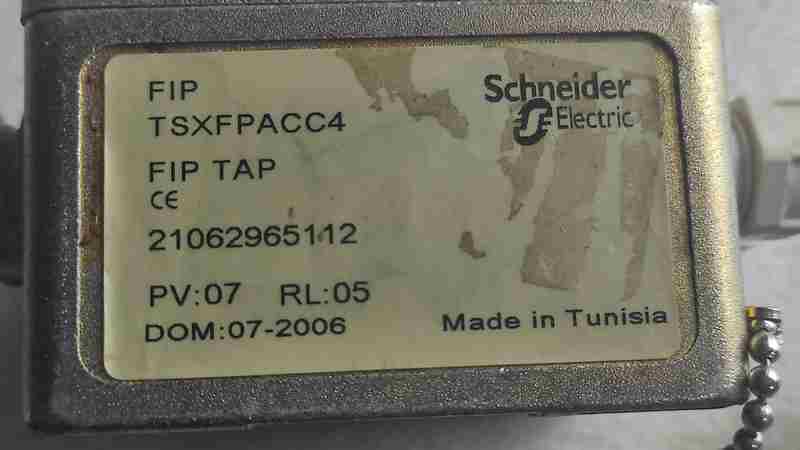 FIP
TSXFPACC4
FIP TAP
CE
21062965112
PV:07 RL:05
DOM:07-2006
Schneider
Electric
Made in Tunisia